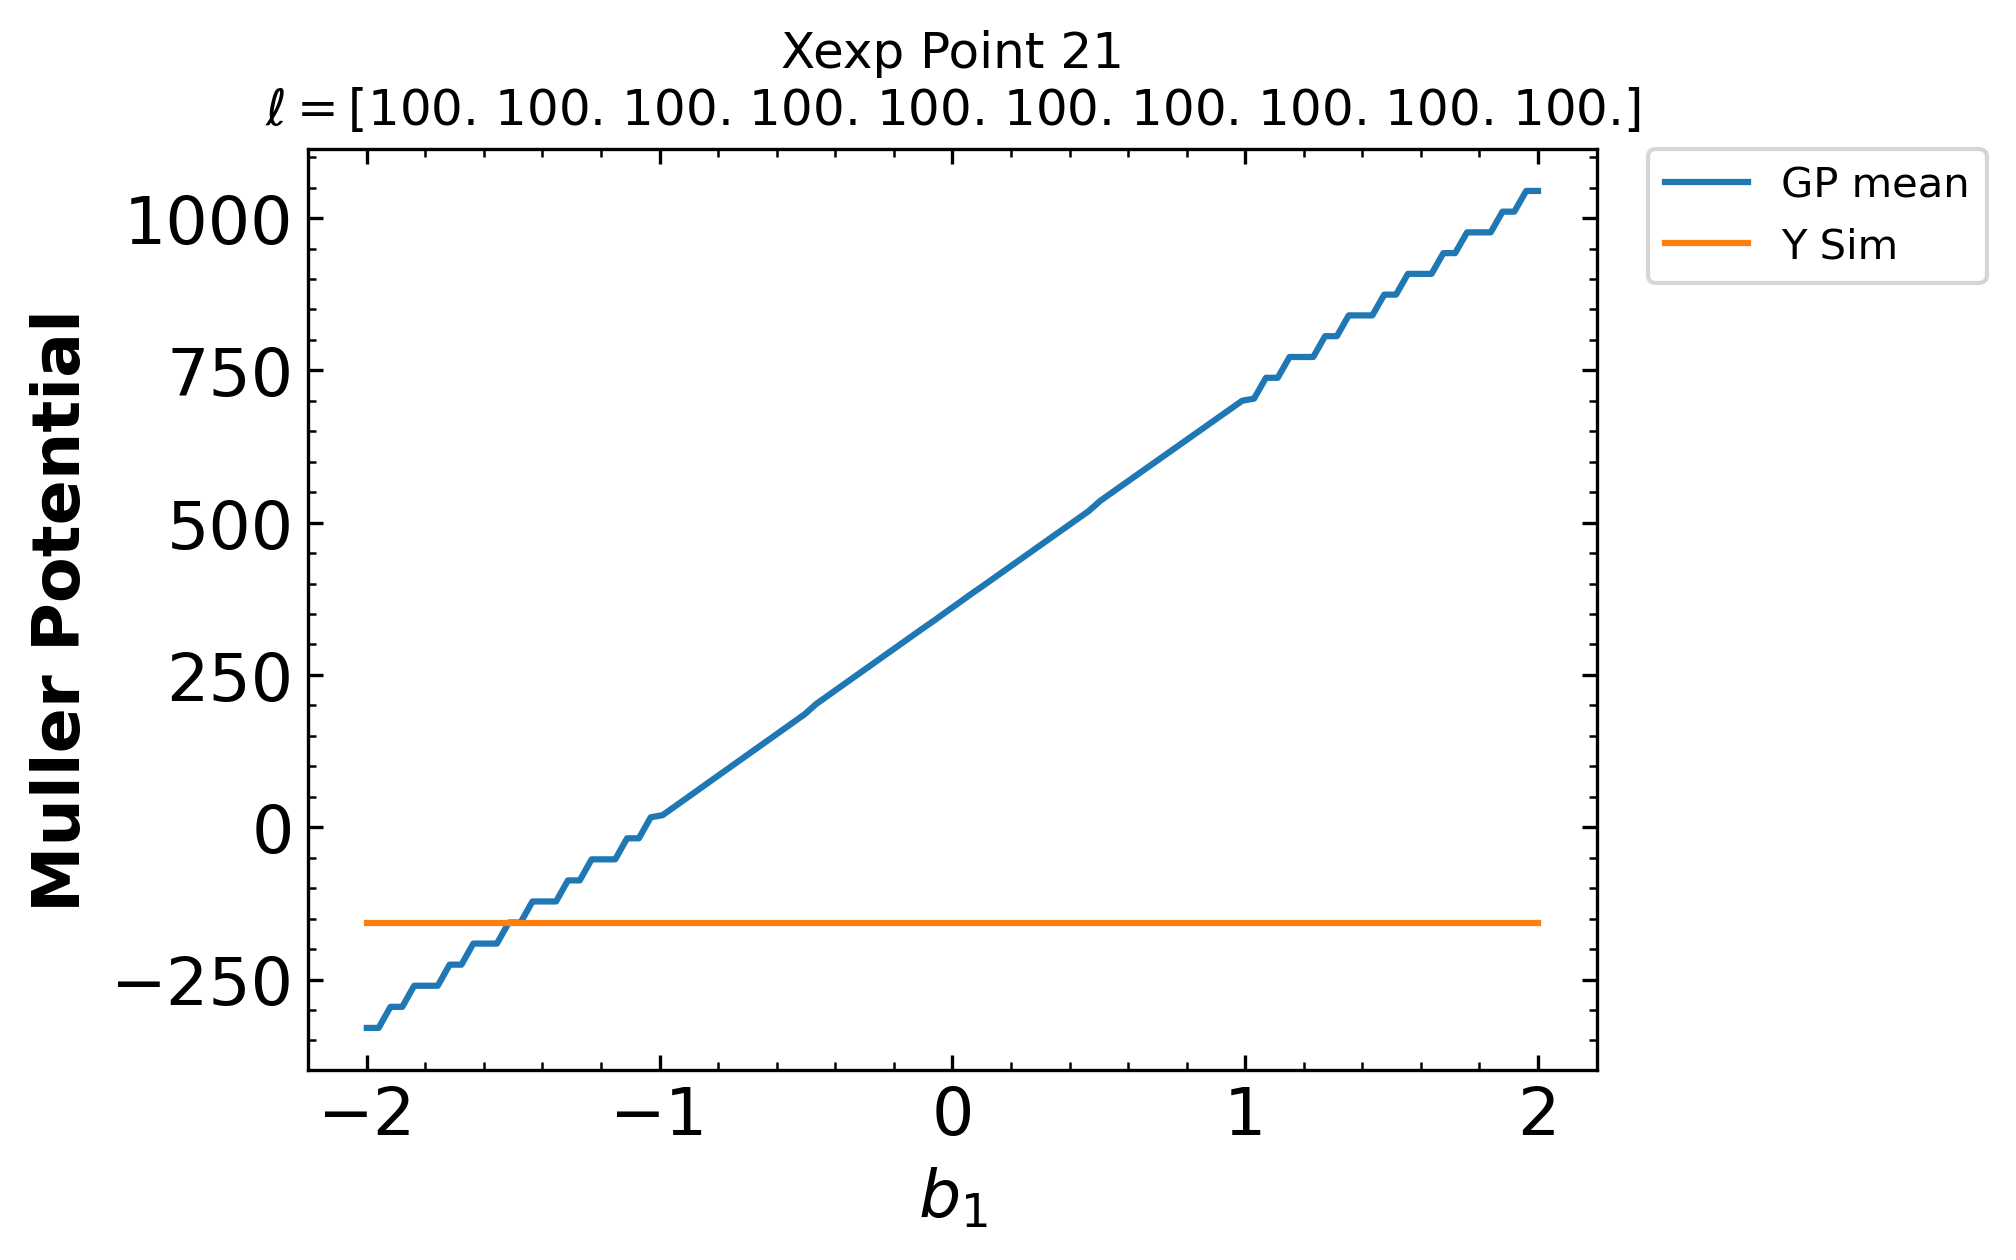 Xexp Point 21
ℓ = [100. 100. 100. 100. 100. 100. 100. 100. 100. 100.]
GP mean
Y Sim
Muller Potential
1000
750
500
250
0
−250
−2 −1 0 1 2
b₁